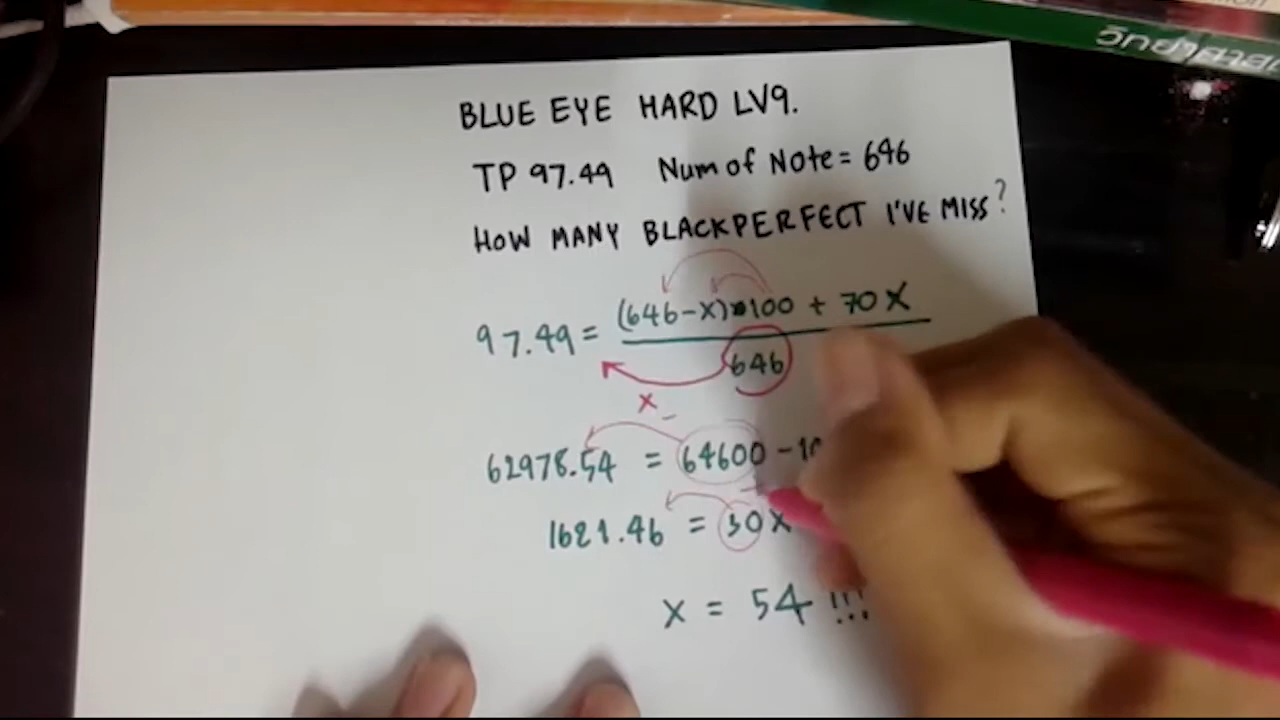 BLUE EYE HARD LV9.
TP 97.49 Num of Note = 646
HOW MANY BLACKPERFECT I'VE MISS?
97.49 = (646-X)•100 + 70X
646
X
62978.54 = 64600 - 10
1621.46 = 30X
X = 54 !!!